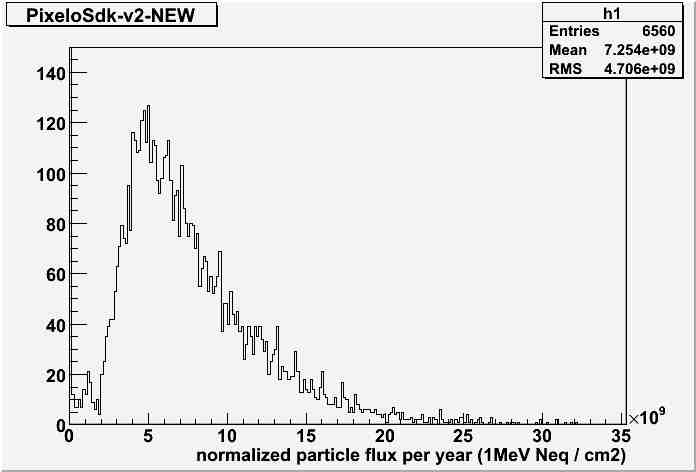 PixeloSdk-v2-NEW
h1
Entries 6560
Mean 7.254e+09
RMS 4.706e+09
140
120
100
80
60
40
20
0
0 5 10 15 20 25 30 35
×10⁹
normalized particle flux per year (1MeV Neq / cm2)